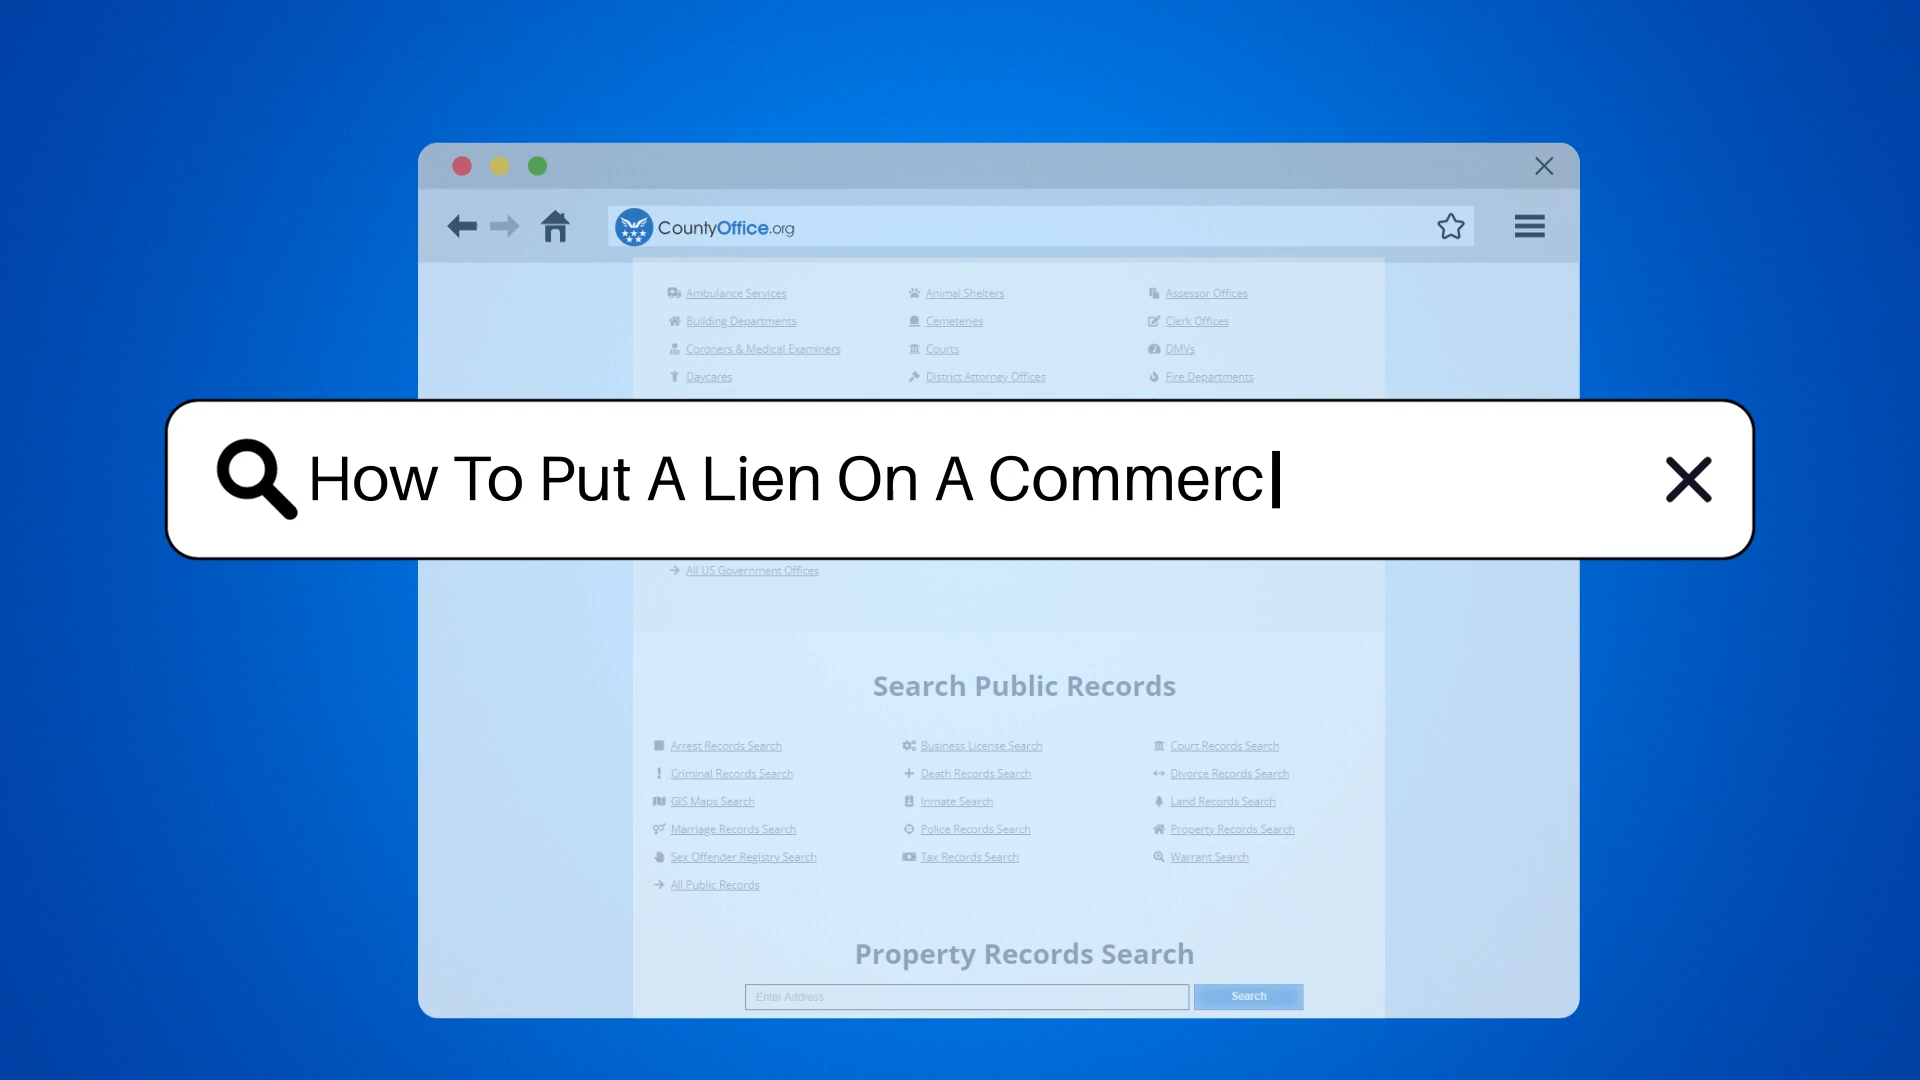 CountyOffice.org
Ambulance Services Animal Shelters Assessor Offices
Building Departments Cemeteries Clerk Offices
Coroners & Medical Examiners Courts DMVs
Daycares District Attorney Offices Fire Departments
How To Put A Lien On A Commerc
All US Government Offices
Search Public Records
Arrest Records Search Business License Search Court Records Search
Criminal Records Search Death Records Search Divorce Records Search
GIS Maps Search Inmate Search Land Records Search
Marriage Records Search Police Records Search Property Records Search
Sex Offender Registry Search Tax Records Search Warrant Search
All Public Records
Property Records Search
Enter Address Search